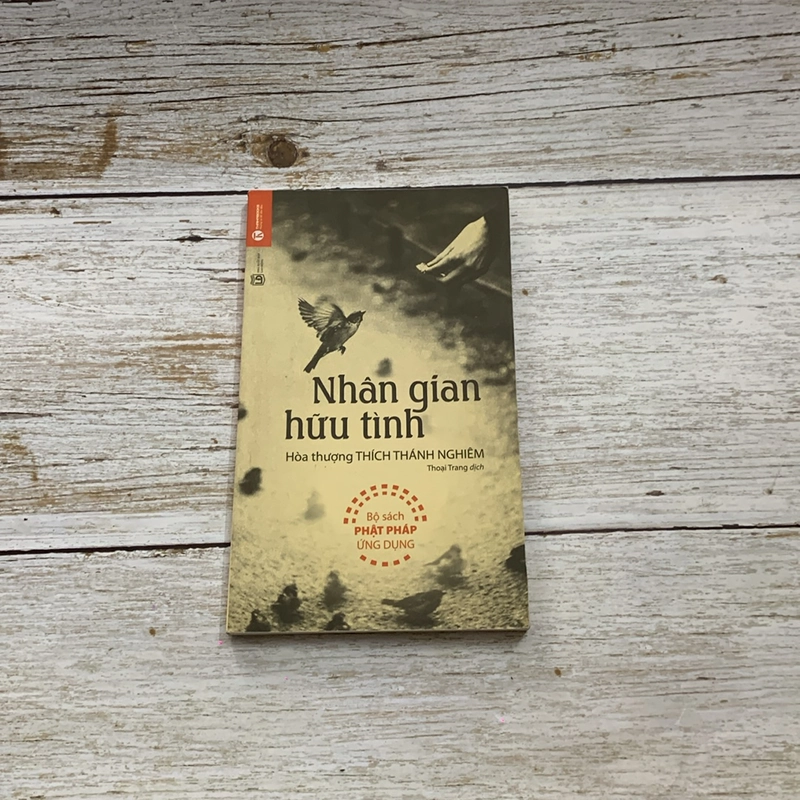 Nhân gian
hữu tình
Hòa thượng THÍCH THÁNH NGHIÊM
Thoại Trang dịch
Bộ sách
PHẬT PHÁP
ỨNG DỤNG